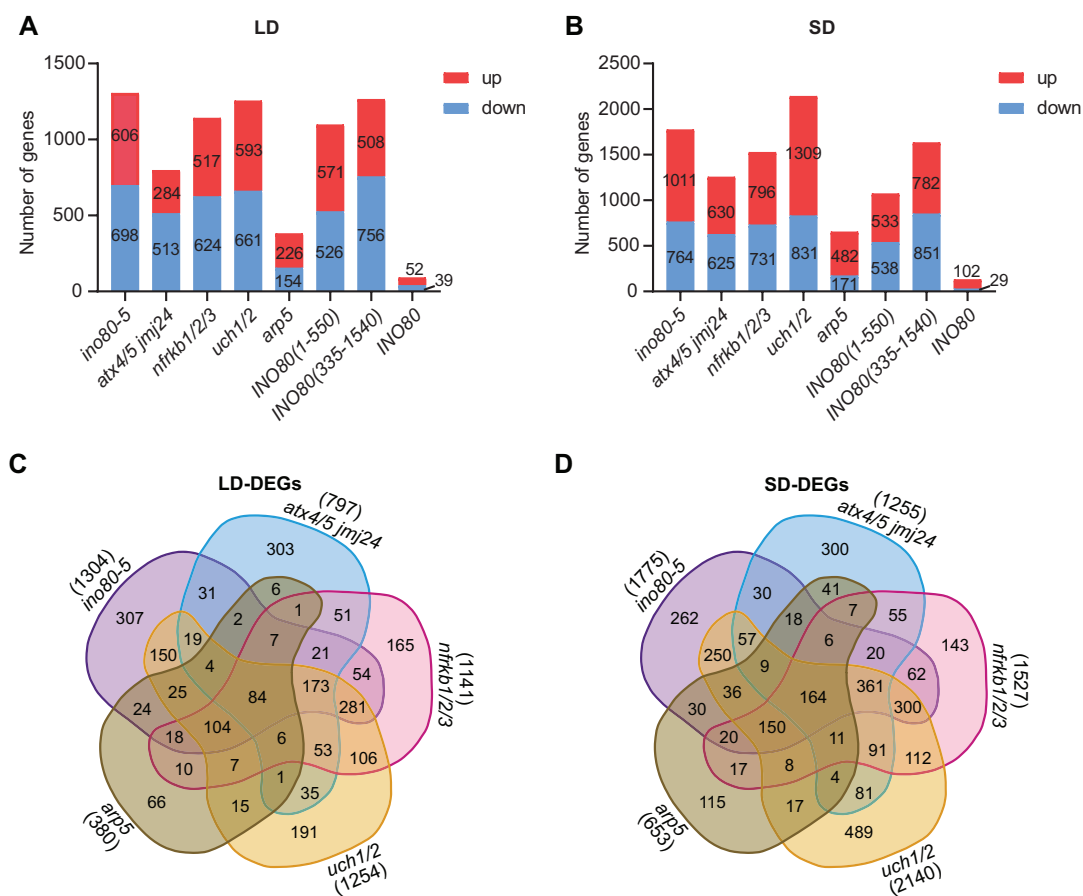 A
LD
Number of genes
1500
1000
500
0
606
698
284
513
517
624
593
661
226
154
571
526
508
756
52
39
up
down
ino80-5
atx4/5 jmj24
nfrkb1/2/3
uch1/2
arp5
INO80(1-550)
INO80(335-1540)
INO80
B
SD
Number of genes
2500
2000
1500
1000
500
0
1011
764
630
625
796
731
1309
831
482
171
533
538
782
851
102
29
up
down
ino80-5
atx4/5 jmj24
nfrkb1/2/3
uch1/2
arp5
INO80(1-550)
INO80(335-1540)
INO80
C
LD-DEGs
(797)
atx4/5 jmj24
(1304)
ino80-5
nfrkb1/2/3
(1141)
arp5
(380)
uch1/2
(1254)
303
307
31
6
2
1
51
165
7
19
150
4
21
54
25
84
173
281
24
18
104
6
53
106
10
7
1
35
66
15
191
D
SD-DEGs
(1255)
atx4/5 jmj24
(1775)
ino80-5
nfrkb1/2/3
(1527)
arp5
(653)
uch1/2
(2140)
300
262
30
41
18
7
55
143
6
57
250
9
20
62
36
164
361
300
30
20
150
11
91
112
17
8
4
81
115
17
489